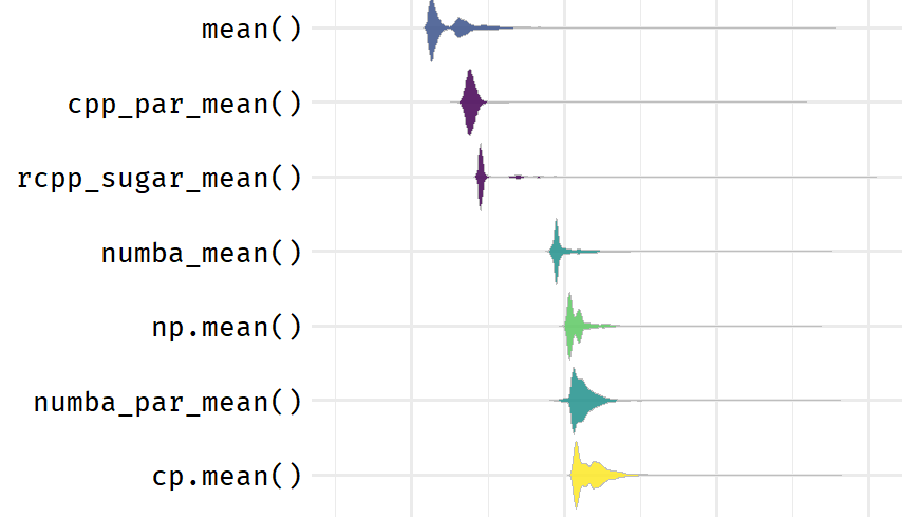 mean()
cpp_par_mean()
rcpp_sugar_mean()
numba_mean()
np.mean()
numba_par_mean()
cp.mean()